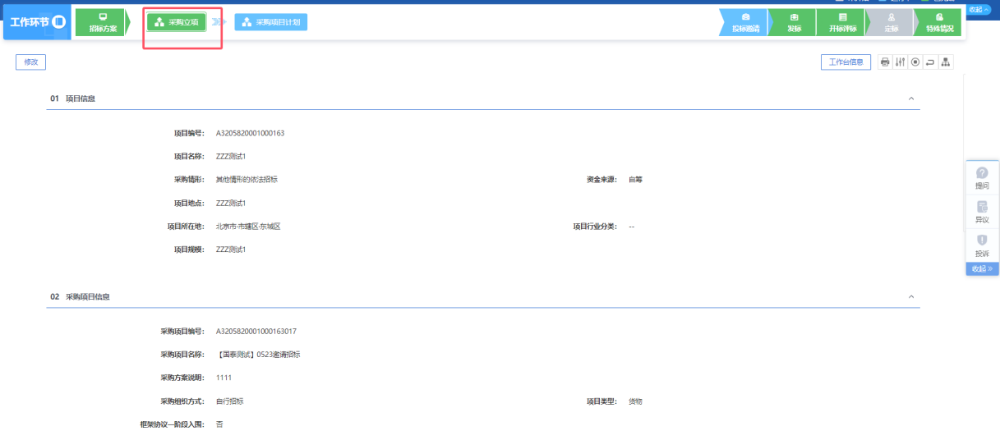 收起
工作环节
招标方案
采购立项
采购项目计划
投标邀请
发标
开标评标
定标
特殊情况
修改
工作台信息
01 项目信息
项目编号： A3205820001000163
项目名称： ZZZ测试1
采购情形： 其他情形的依法招标 资金来源： 自筹
项目地点： ZZZ测试1
项目所在地： 北京市·市辖区·东城区 项目行业分类： --
项目规模： ZZZ测试1
提问
异议
投诉
收起 »
02 采购项目信息
采购项目编号： A3205820001000163017
采购项目名称： 【国泰测试】0523邀请招标
采购方案说明： 1111
采购组织方式： 自行招标 项目类型： 货物
框架协议一阶段入围： 否